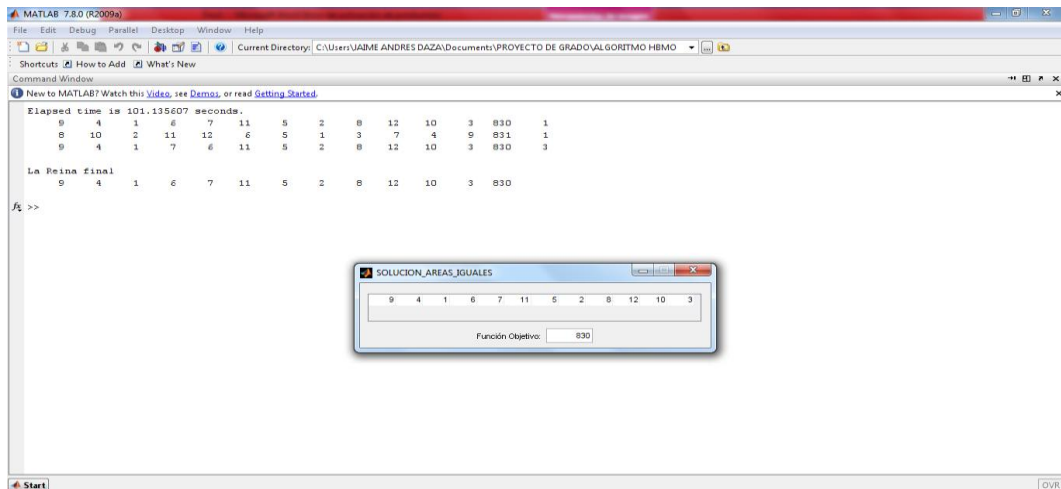 MATLAB 7.8.0 (R2009a)
File Edit Debug Parallel Desktop Window Help
Current Directory: C:\Users\JAIME ANDRES DAZA\Documents\PROYECTO DE GRADO\ALGORITMO HBMO
Shortcuts How to Add What's New
Command Window
New to MATLAB? Watch this Video, see Demos, or read Getting Started.
Elapsed time is 101.135607 seconds.
9 4 1 6 7 11 5 2 8 12 10 3 830 1
8 10 2 11 12 6 5 1 3 7 4 9 831 1
9 4 1 7 6 11 5 2 8 12 10 3 830 3
La Reina final
9 4 1 6 7 11 5 2 8 12 10 3 830
fx >>
SOLUCION_AREAS_IGUALES
9 4 1 6 7 11 5 2 8 12 10 3
Función Objetivo: 830
Start OVR